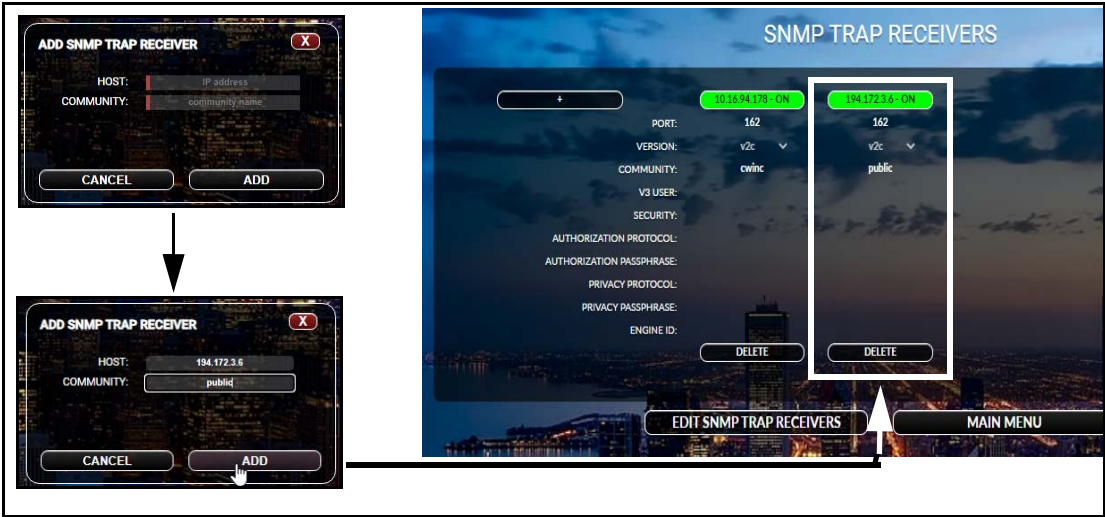 ADD SNMP TRAP RECEIVER X
HOST: IP address
COMMUNITY: community name
CANCEL ADD
ADD SNMP TRAP RECEIVER X
HOST: 194.172.3.6
COMMUNITY: public
CANCEL ADD
SNMP TRAP RECEIVERS
+ 10.16.94.178 - ON 194.172.3.6 - ON
PORT: 162 162
VERSION: v2c v2c
COMMUNITY: cwinc public
V3 USER:
SECURITY:
AUTHORIZATION PROTOCOL:
AUTHORIZATION PASSPHRASE:
PRIVACY PROTOCOL:
PRIVACY PASSPHRASE:
ENGINE ID:
DELETE DELETE
EDIT SNMP TRAP RECEIVERS MAIN MENU